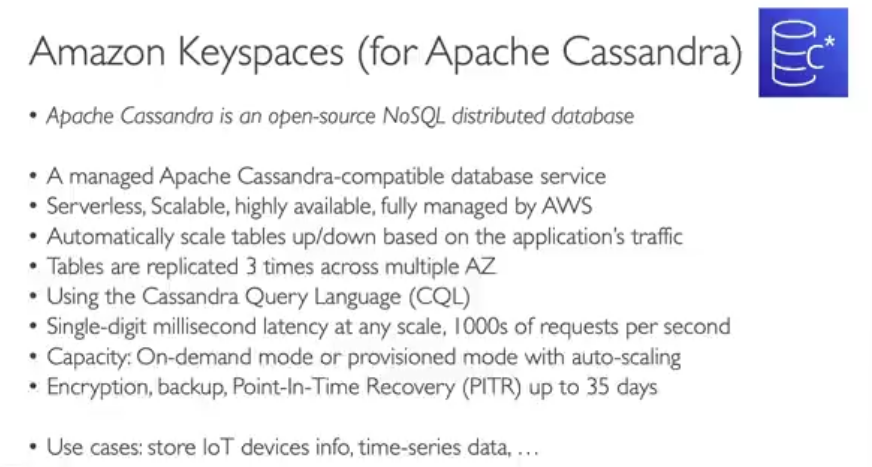 Amazon Keyspaces (for Apache Cassandra)
C*
• Apache Cassandra is an open-source NoSQL distributed database
• A managed Apache Cassandra-compatible database service
• Serverless, Scalable, highly available, fully managed by AWS
• Automatically scale tables up/down based on the application's traffic
• Tables are replicated 3 times across multiple AZ
• Using the Cassandra Query Language (CQL)
• Single-digit millisecond latency at any scale, 1000s of requests per second
• Capacity: On-demand mode or provisioned mode with auto-scaling
• Encryption, backup, Point-In-Time Recovery (PITR) up to 35 days
• Use cases: store IoT devices info, time-series data, …